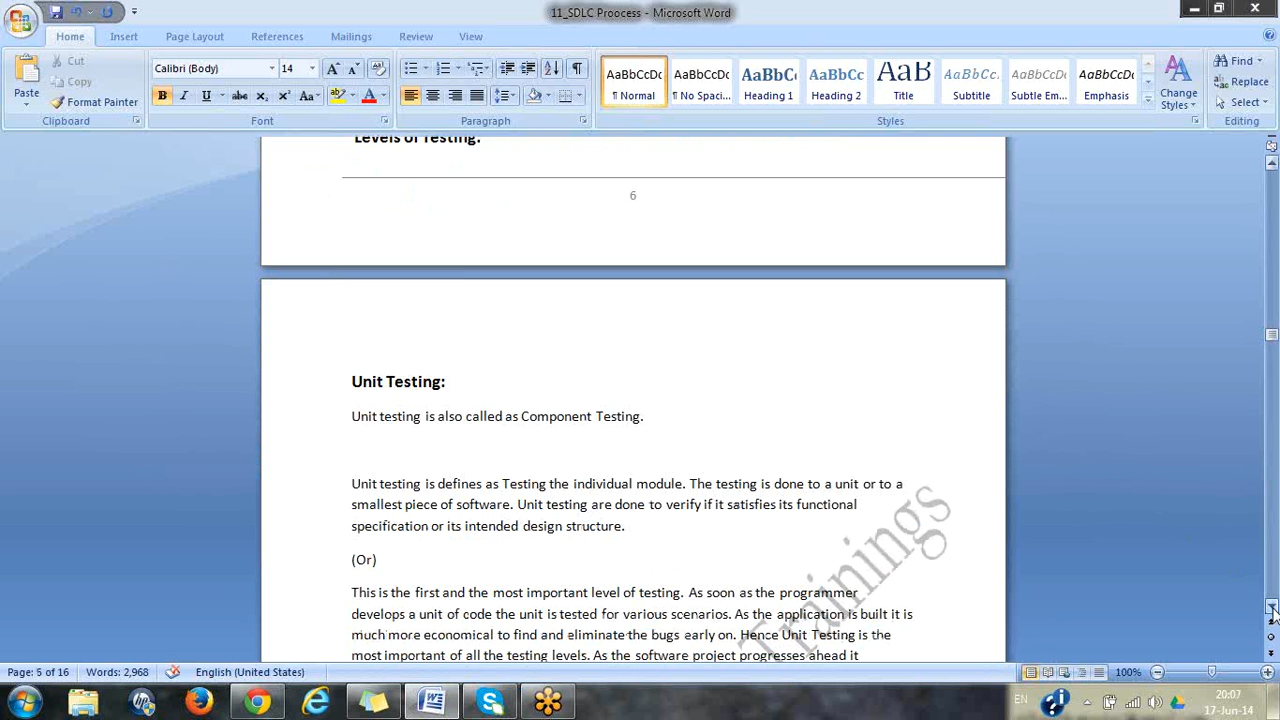 11_SDLC Proocess - Microsoft Word
Home Insert Page Layout References Mailings Review View
Paste
Cut
Copy
Format Painter
Clipboard
Calibri (Body) 14
B I U abc x₂ x² Aa
Font
Paragraph
AaBbCcDc AaBbCcDc AaBbC AaBbCc AaB AaBbCc. AaBbCcDc AaBbCcDc
¶ Normal ¶ No Spaci... Heading 1 Heading 2 Title Subtitle Subtle Em... Emphasis
Styles
Change
Styles
Find
Replace
Select
Editing
Levels of Testing:
6
Unit Testing:
Unit testing is also called as Component Testing.
Unit testing is defines as Testing the individual module. The testing is done to a unit or to a
smallest piece of software. Unit testing are done to verify if it satisfies its functional
specification or its intended design structure.
(Or)
This is the first and the most important level of testing. As soon as the programmer
develops a unit of code the unit is tested for various scenarios. As the application is built it is
much more economical to find and eliminate the bugs early on. Hence Unit Testing is the
most important of all the testing levels. As the software project progresses ahead it
Trainings
Page: 5 of 16 Words: 2,968 English (United States) 100%
EN
20:07
17-Jun-14